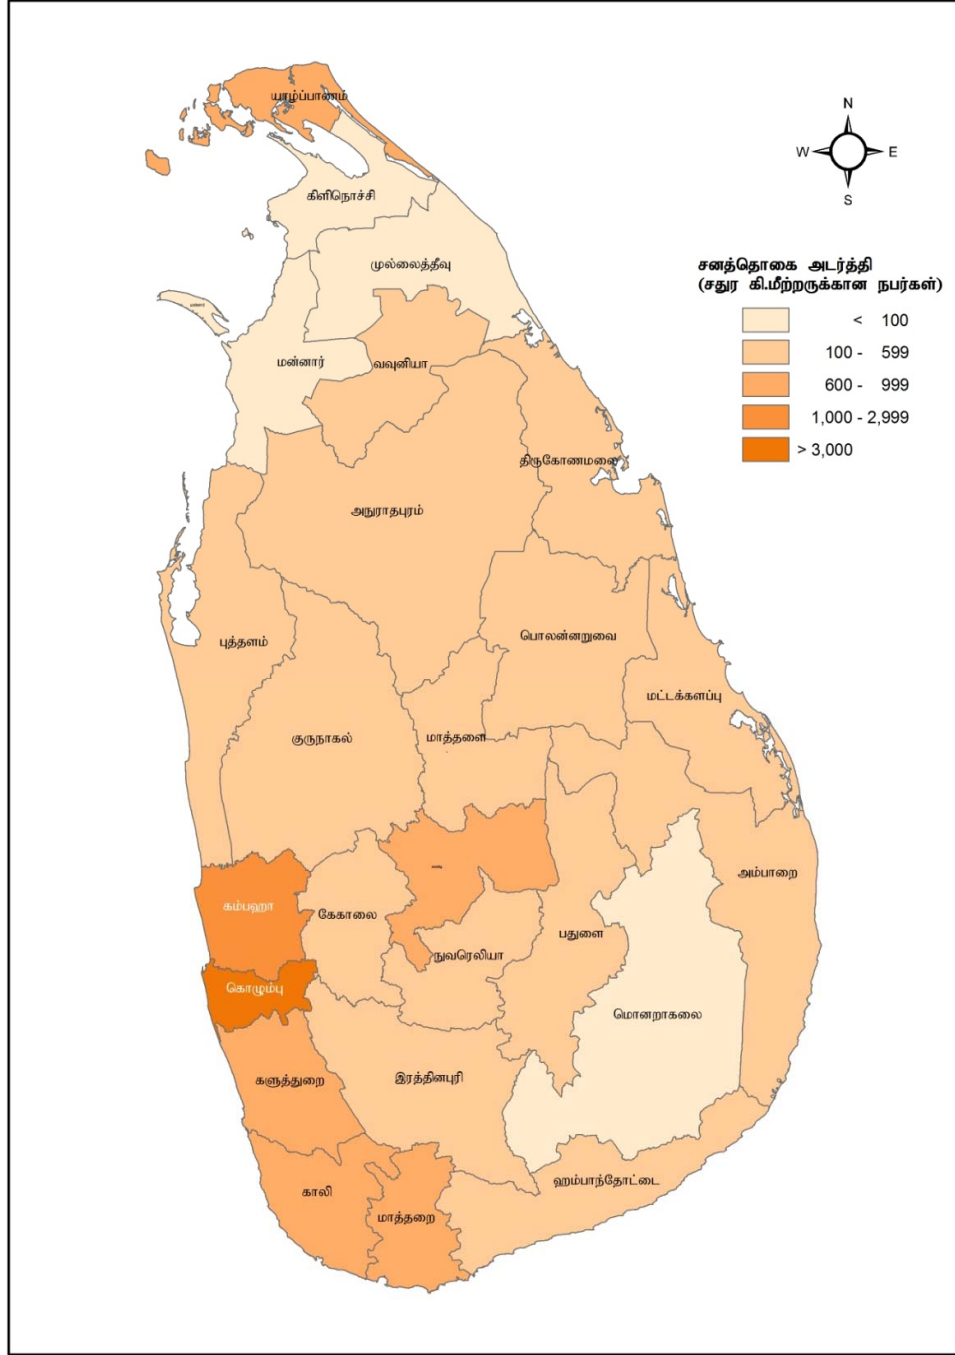 யாழ்ப்பாணம்
N
W E
S
கிளிநொச்சி
முல்லைத்தீவு
சனத்தொகை அடர்த்தி
(சதுர கி.மீற்றருக்கான நபர்கள்)
< 100
100 - 599
600 - 999
1,000 - 2,999
> 3,000
மன்னார்
வவுனியா
திருகோணமலை
அநுராதபுரம்
புத்தளம்
பொலன்னறுவை
மட்டக்களப்பு
குருநாகல்
மாத்தளை
அம்பாறை
கம்பஹா
கேகாலை
பதுளை
நுவரெலியா
கொழும்பு
மொனறாகலை
களுத்துறை
இரத்தினபுரி
ஹம்பாந்தோட்டை
காலி
மாத்தறை